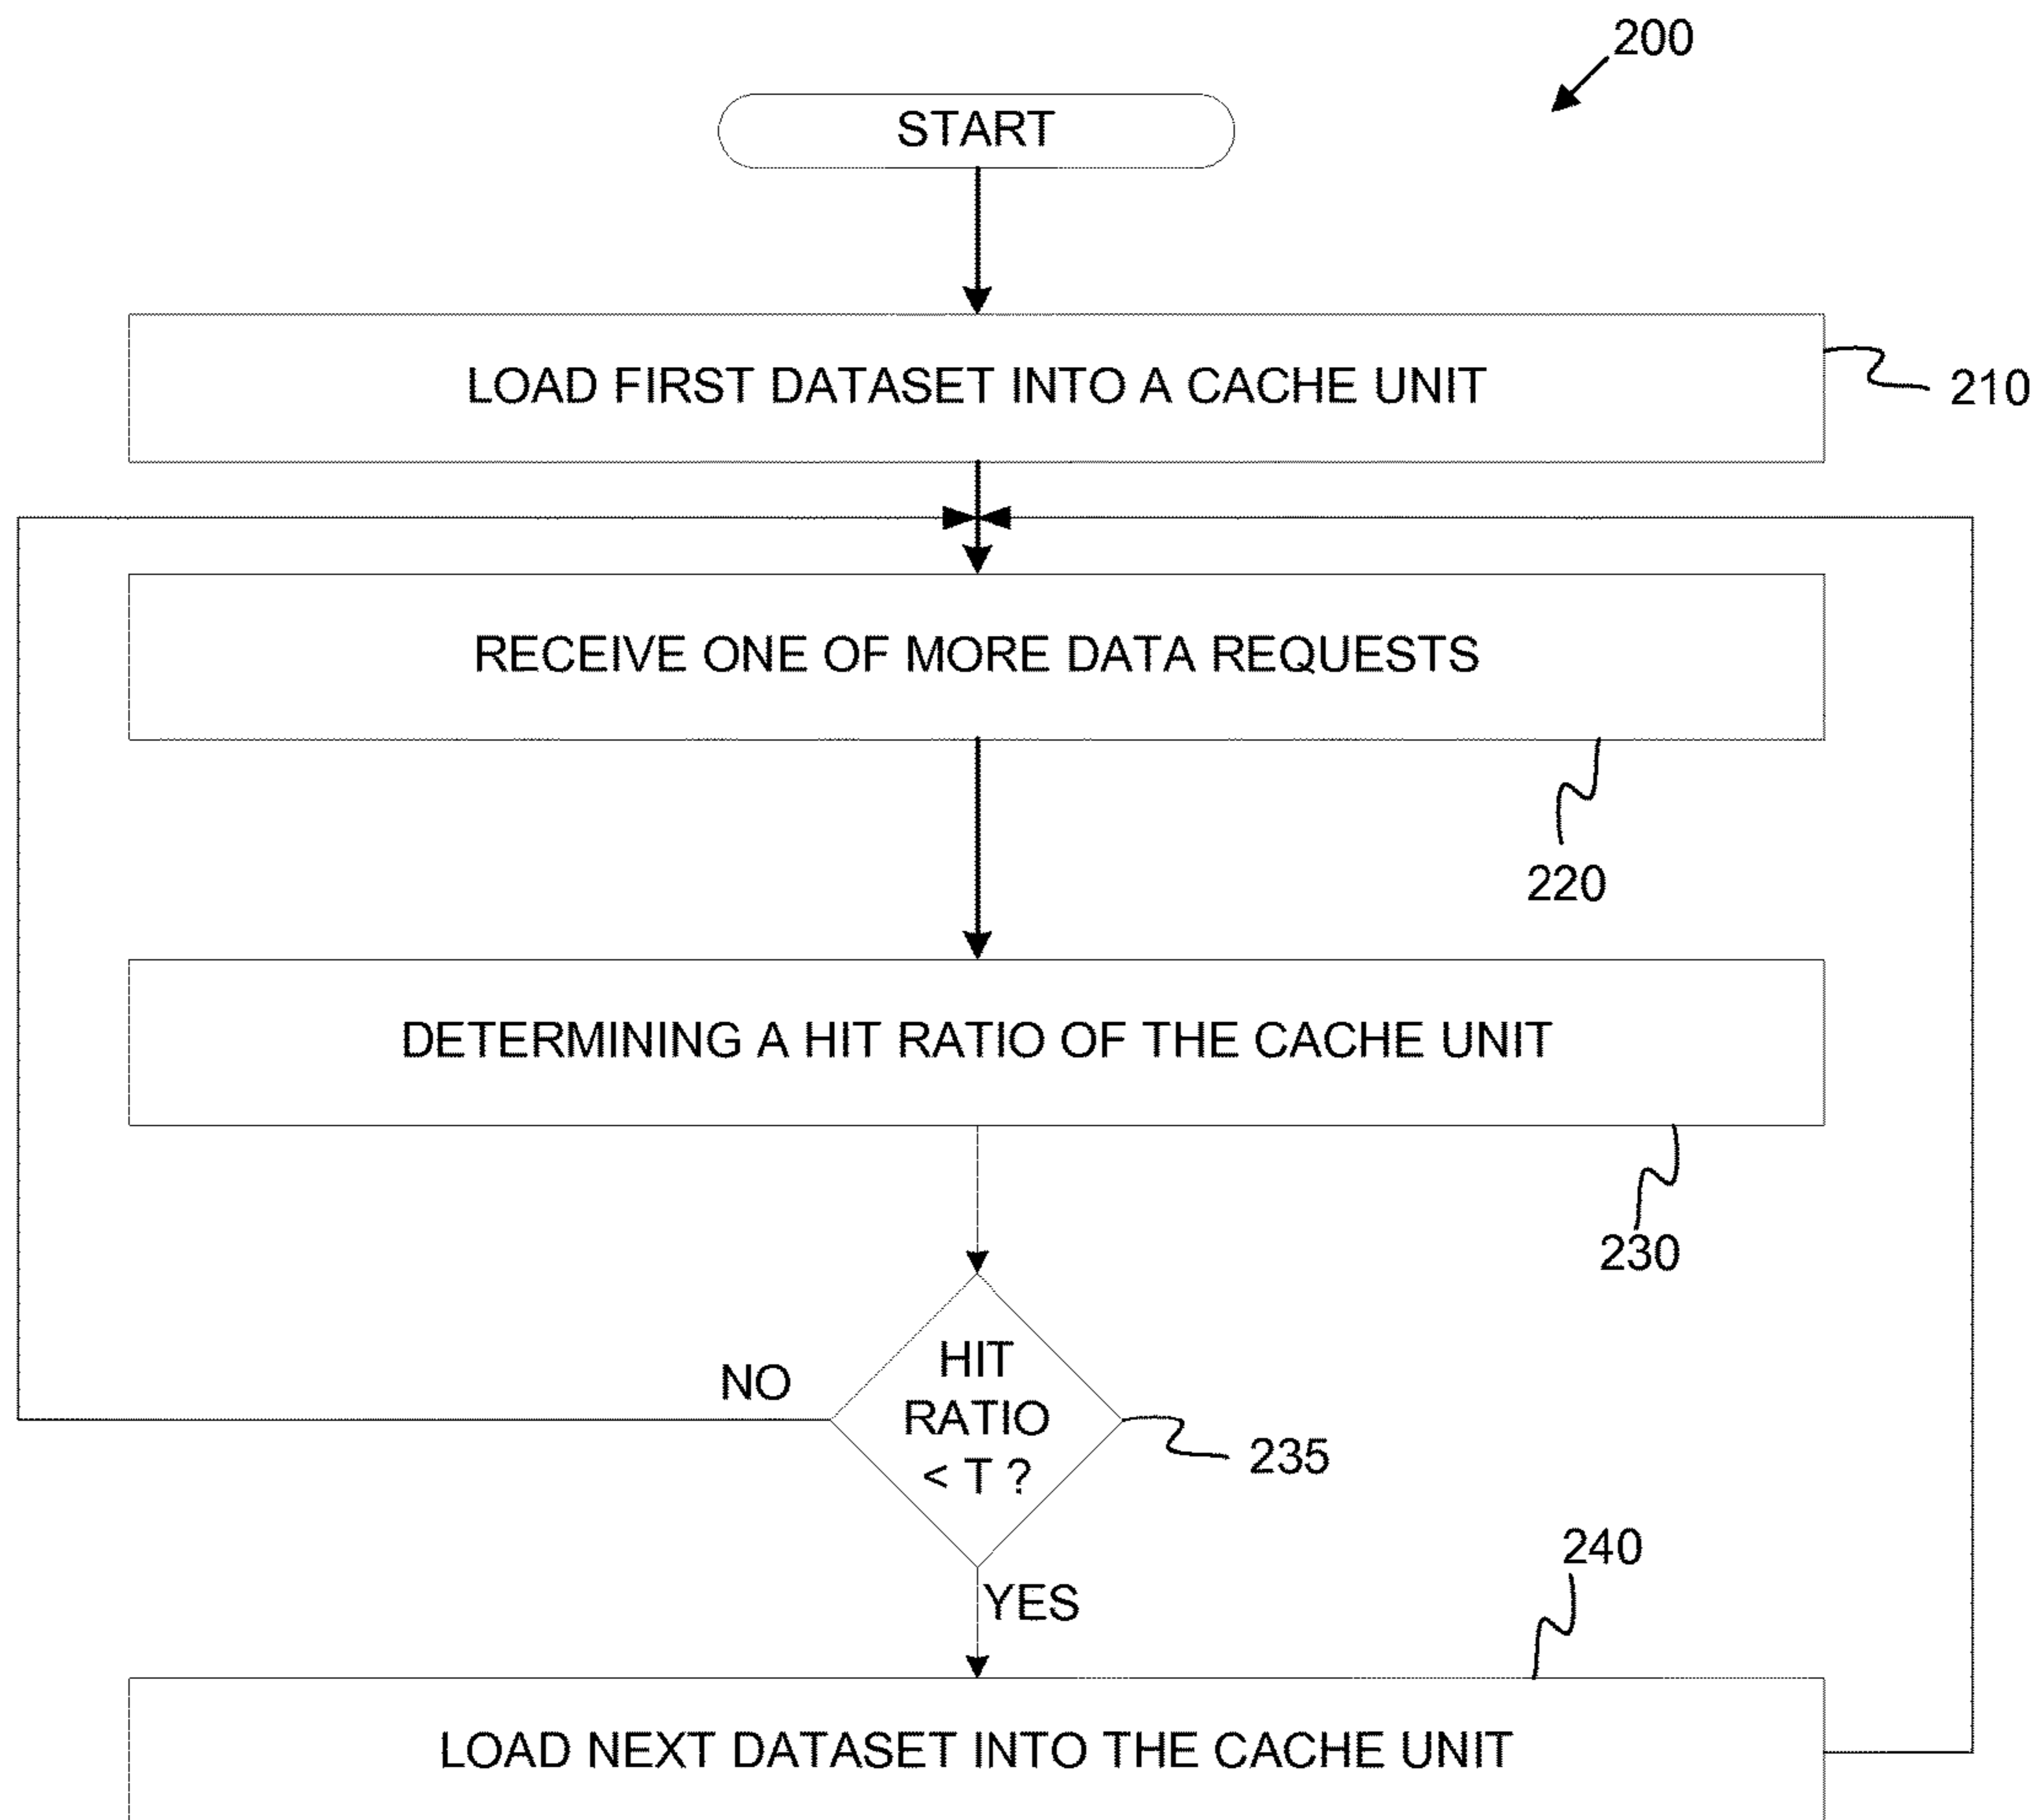 200
START
LOAD FIRST DATASET INTO A CACHE UNIT
210
RECEIVE ONE OF MORE DATA REQUESTS
220
DETERMINING A HIT RATIO OF THE CACHE UNIT
230
HIT
RATIO
< T ?
NO
235
YES
240
LOAD NEXT DATASET INTO THE CACHE UNIT